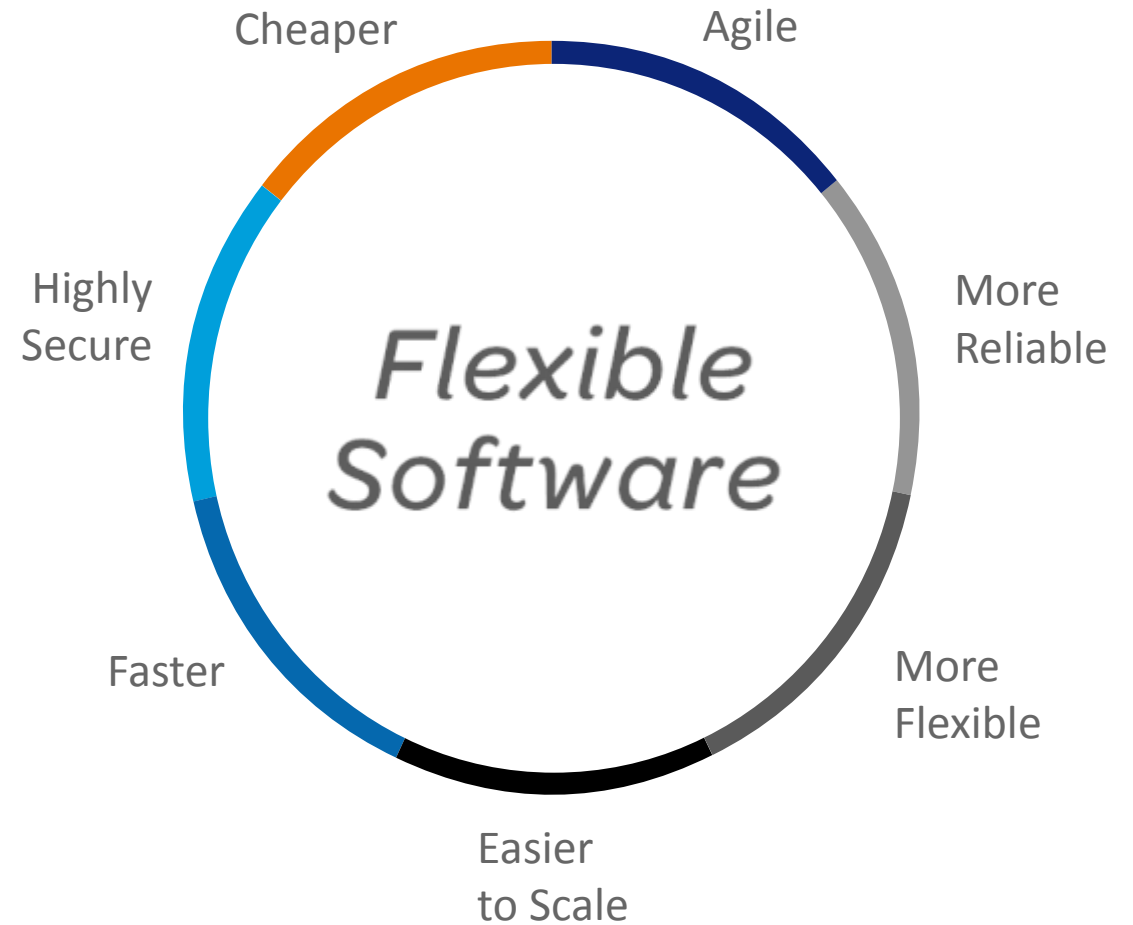 Cheaper
Agile
Highly
Secure
More
Reliable
Flexible
Software
Faster
More
Flexible
Easier
to Scale